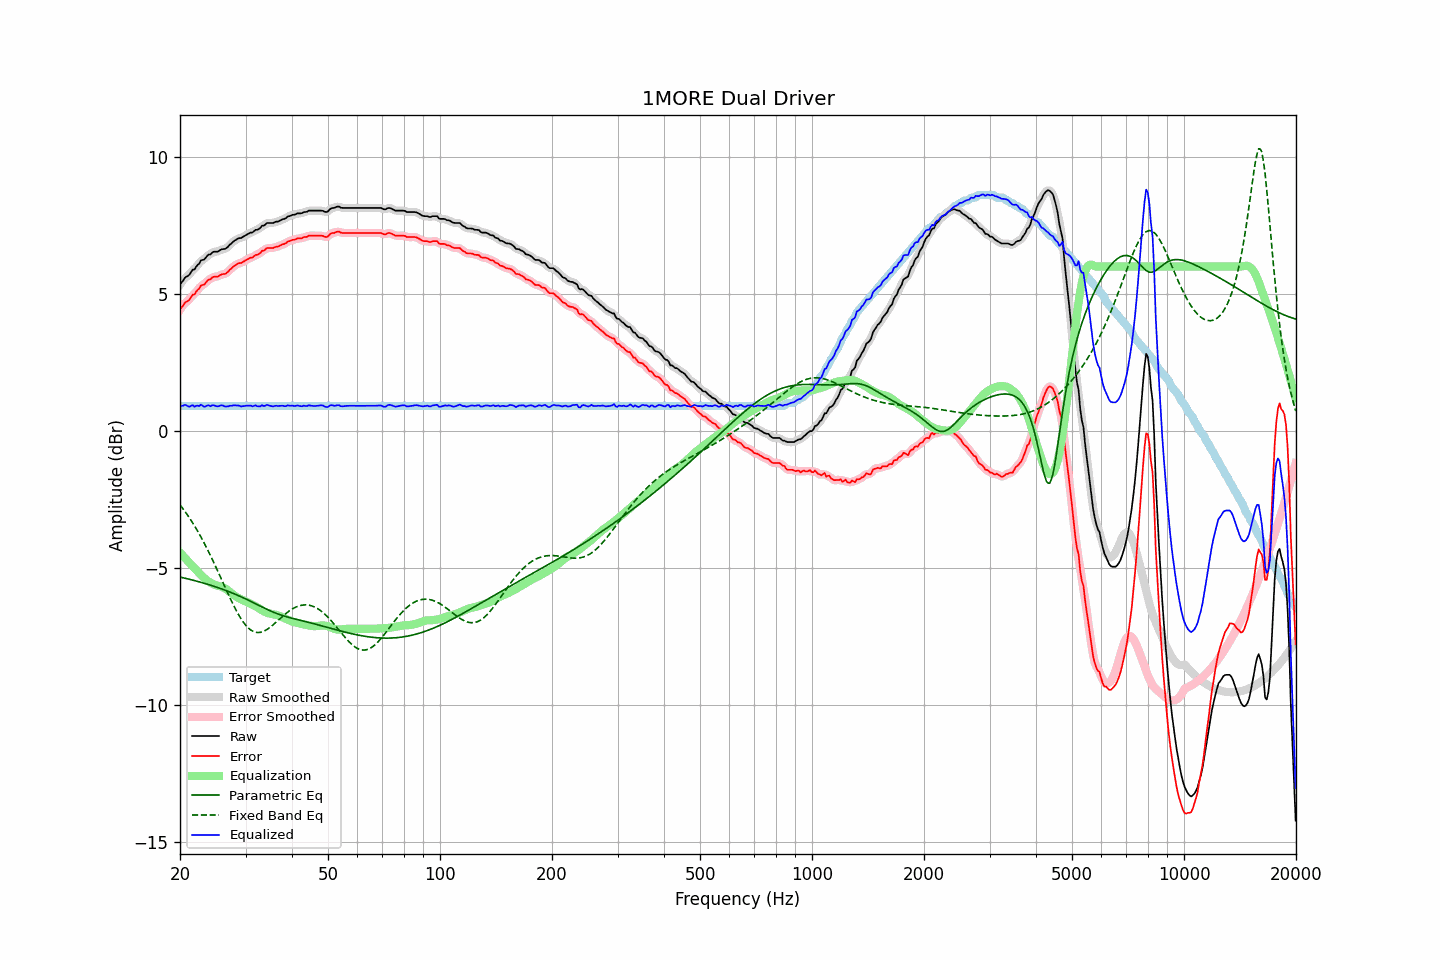 1MORE Dual Driver
Amplitude (dBr)
10
5
0
−5
−10
−15
Target
Raw Smoothed
Error Smoothed
Raw
Error
Equalization
Parametric Eq
Fixed Band Eq
Equalized
20 50 100 200 500 1000 2000 5000 10000 20000
Frequency (Hz)